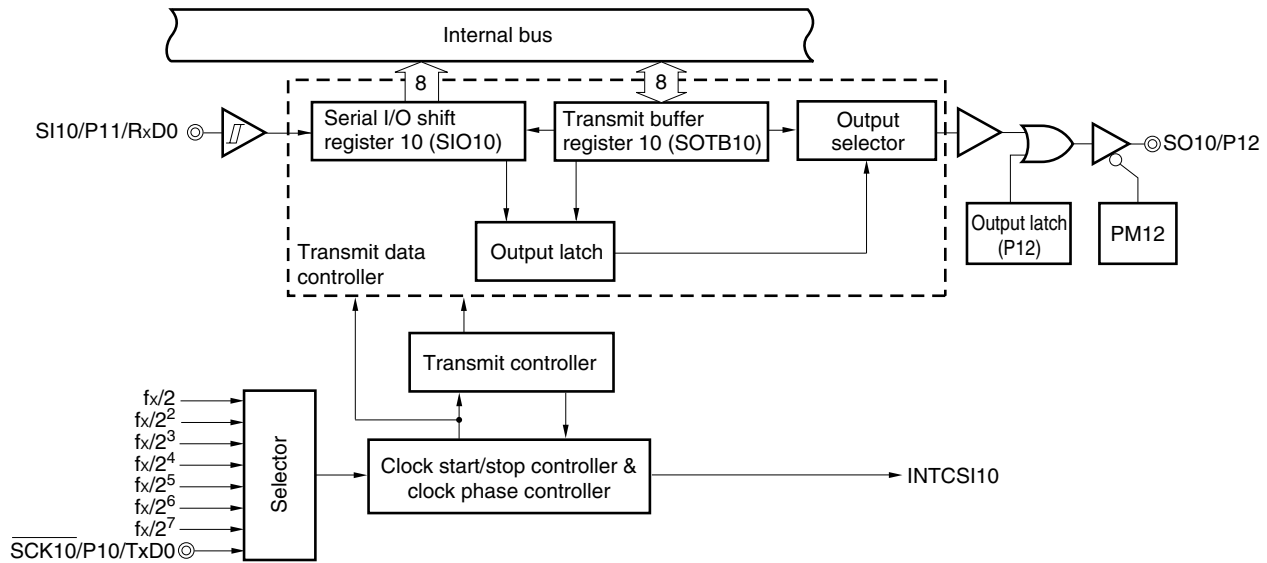 Internal bus
8
8
SI10/P11/RxD0
Serial I/O shift
register 10 (SIO10)
Transmit buffer
register 10 (SOTB10)
Output
selector
SO10/P12
Output latch
(P12)
PM12
Output latch
Transmit data
controller
Transmit controller
fx/2
fx/2²
fx/2³
fx/2⁴
fx/2⁵
fx/2⁶
fx/2⁷
SCK10/P10/TxD0
Selector
Clock start/stop controller &
clock phase controller
INTCSI10